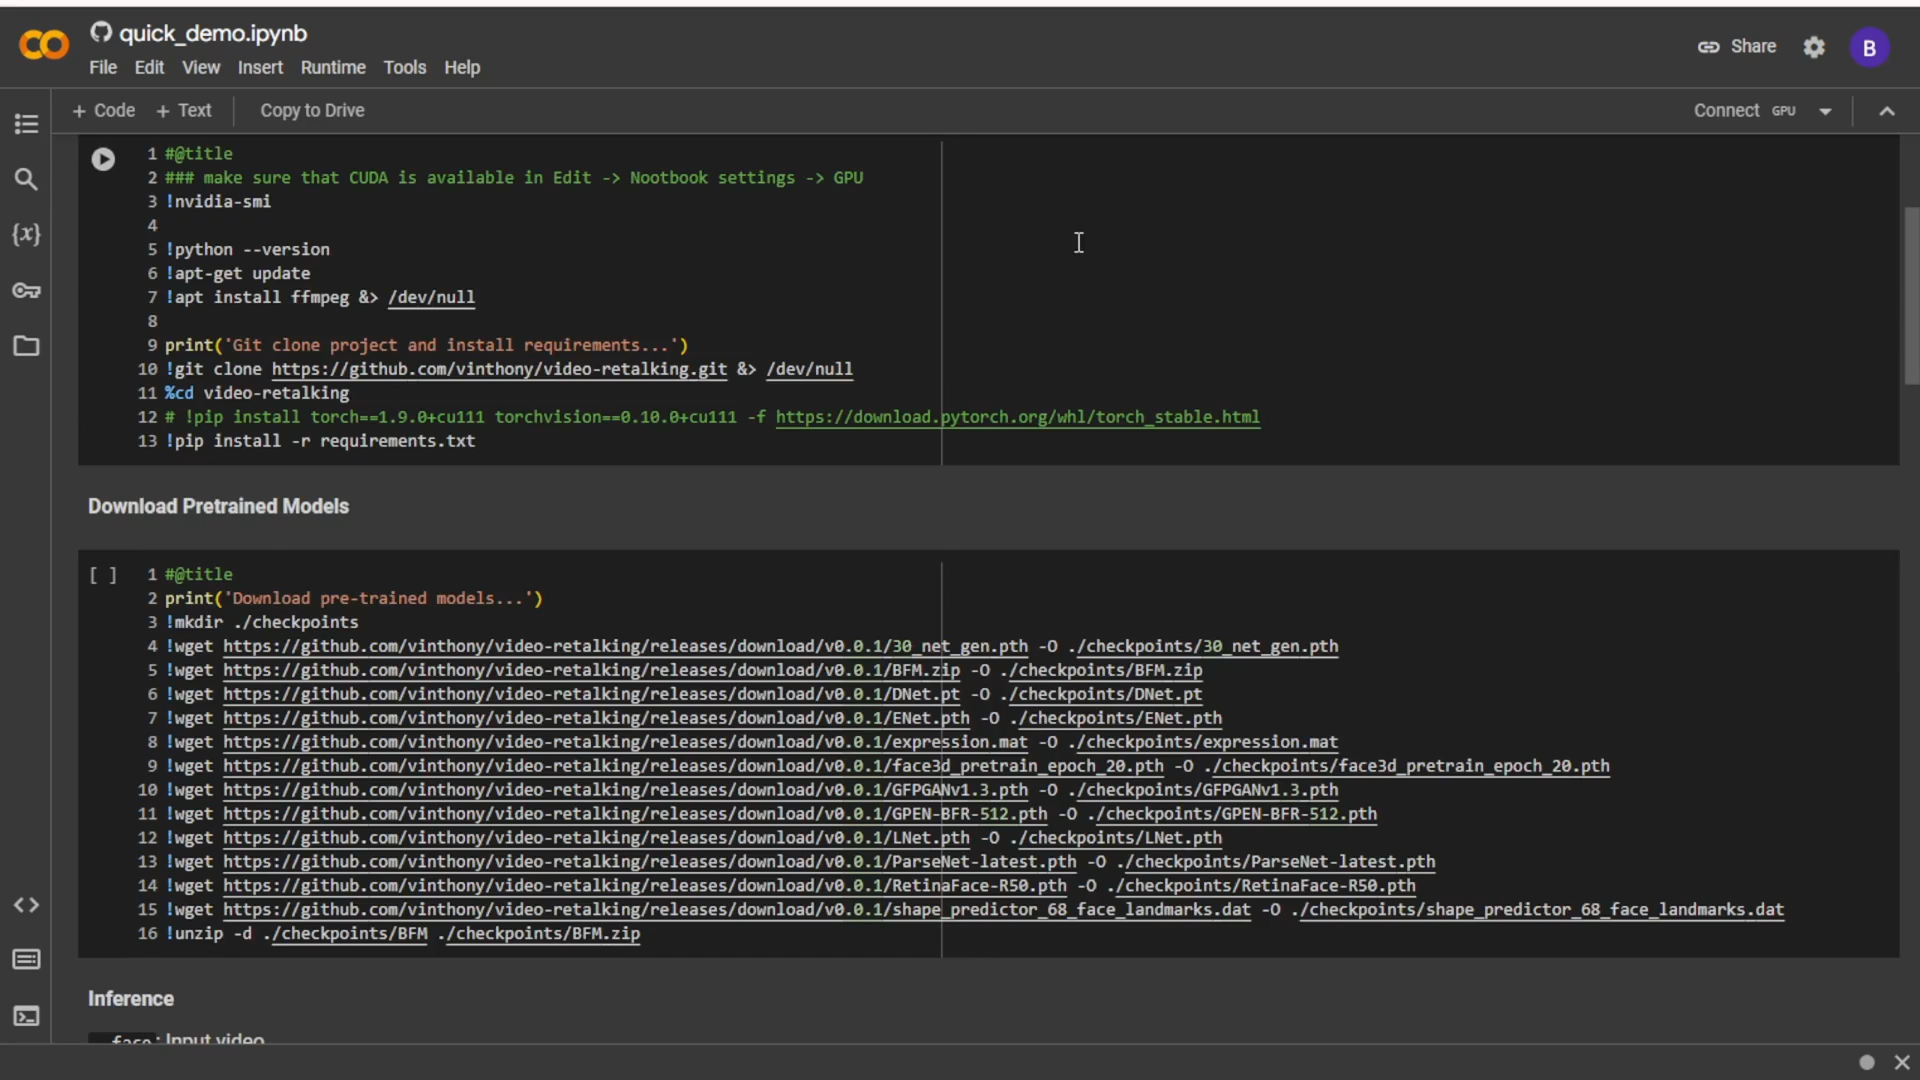 quick_demo.ipynb
File Edit View Insert Runtime Tools Help
Share
B
+ Code + Text Copy to Drive
Connect GPU
1 #@title
2 ### make sure that CUDA is available in Edit -> Nootbook settings -> GPU
3 !nvidia-smi
4
5 !python --version
6 !apt-get update
7 !apt install ffmpeg &> /dev/null
8
9 print('Git clone project and install requirements...')
10 !git clone https://github.com/vinthony/video-retalking.git &> /dev/null
11 %cd video-retalking
12 # !pip install torch==1.9.0+cu111 torchvision==0.10.0+cu111 -f https://download.pytorch.org/whl/torch_stable.html
13 !pip install -r requirements.txt
Download Pretrained Models
[ ]
1 #@title
2 print('Download pre-trained models...')
3 !mkdir ./checkpoints
4 !wget https://github.com/vinthony/video-retalking/releases/download/v0.0.1/30_net_gen.pth -O ./checkpoints/30_net_gen.pth
5 !wget https://github.com/vinthony/video-retalking/releases/download/v0.0.1/BFM.zip -O ./checkpoints/BFM.zip
6 !wget https://github.com/vinthony/video-retalking/releases/download/v0.0.1/DNet.pt -O ./checkpoints/DNet.pt
7 !wget https://github.com/vinthony/video-retalking/releases/download/v0.0.1/ENet.pth -O ./checkpoints/ENet.pth
8 !wget https://github.com/vinthony/video-retalking/releases/download/v0.0.1/expression.mat -O ./checkpoints/expression.mat
9 !wget https://github.com/vinthony/video-retalking/releases/download/v0.0.1/face3d_pretrain_epoch_20.pth -O ./checkpoints/face3d_pretrain_epoch_20.pth
10 !wget https://github.com/vinthony/video-retalking/releases/download/v0.0.1/GFPGANv1.3.pth -O ./checkpoints/GFPGANv1.3.pth
11 !wget https://github.com/vinthony/video-retalking/releases/download/v0.0.1/GPEN-BFR-512.pth -O ./checkpoints/GPEN-BFR-512.pth
12 !wget https://github.com/vinthony/video-retalking/releases/download/v0.0.1/LNet.pth -O ./checkpoints/LNet.pth
13 !wget https://github.com/vinthony/video-retalking/releases/download/v0.0.1/ParseNet-latest.pth -O ./checkpoints/ParseNet-latest.pth
14 !wget https://github.com/vinthony/video-retalking/releases/download/v0.0.1/RetinaFace-R50.pth -O ./checkpoints/RetinaFace-R50.pth
15 !wget https://github.com/vinthony/video-retalking/releases/download/v0.0.1/shape_predictor_68_face_landmarks.dat -O ./checkpoints/shape_predictor_68_face_landmarks.dat
16 !unzip -d ./checkpoints/BFM ./checkpoints/BFM.zip
Inference
face: Input video